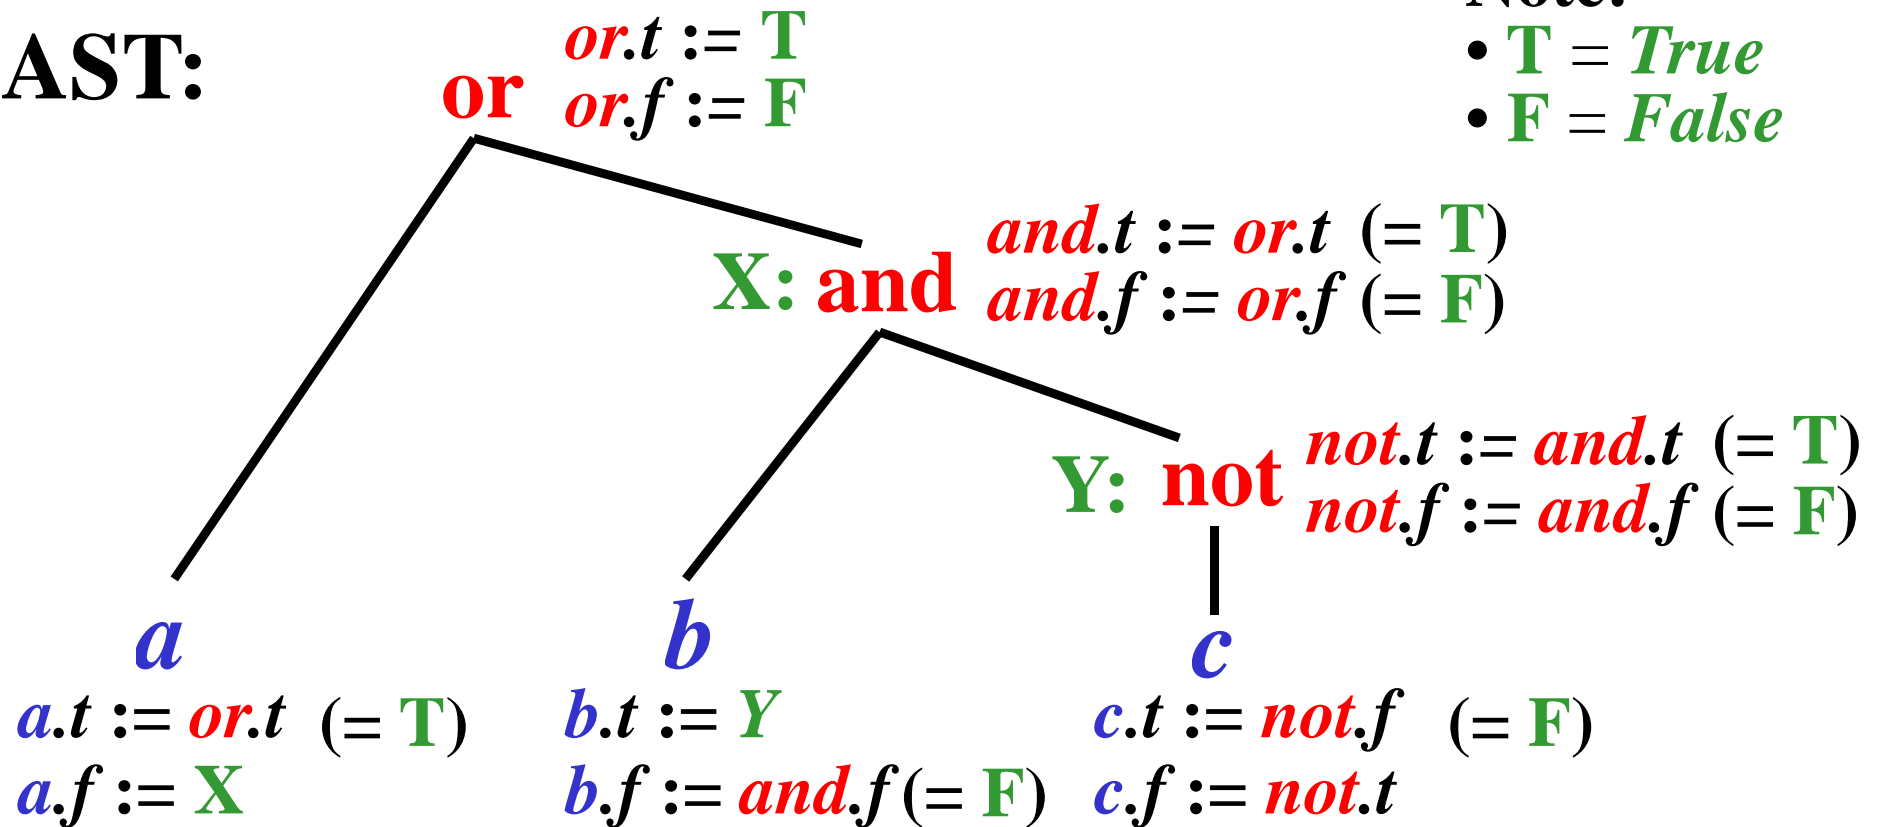 AST:
or
or.t := T
or.f := F
Note:
• T = True
• F = False
X: and
and.t := or.t (= T)
and.f := or.f (= F)
Y: not
not.t := and.t (= T)
not.f := and.f (= F)
a
b
c
a.t := or.t (= T)
a.f := X
b.t := Y
b.f := and.f (= F)
c.t := not.f (= F)
c.f := not.t